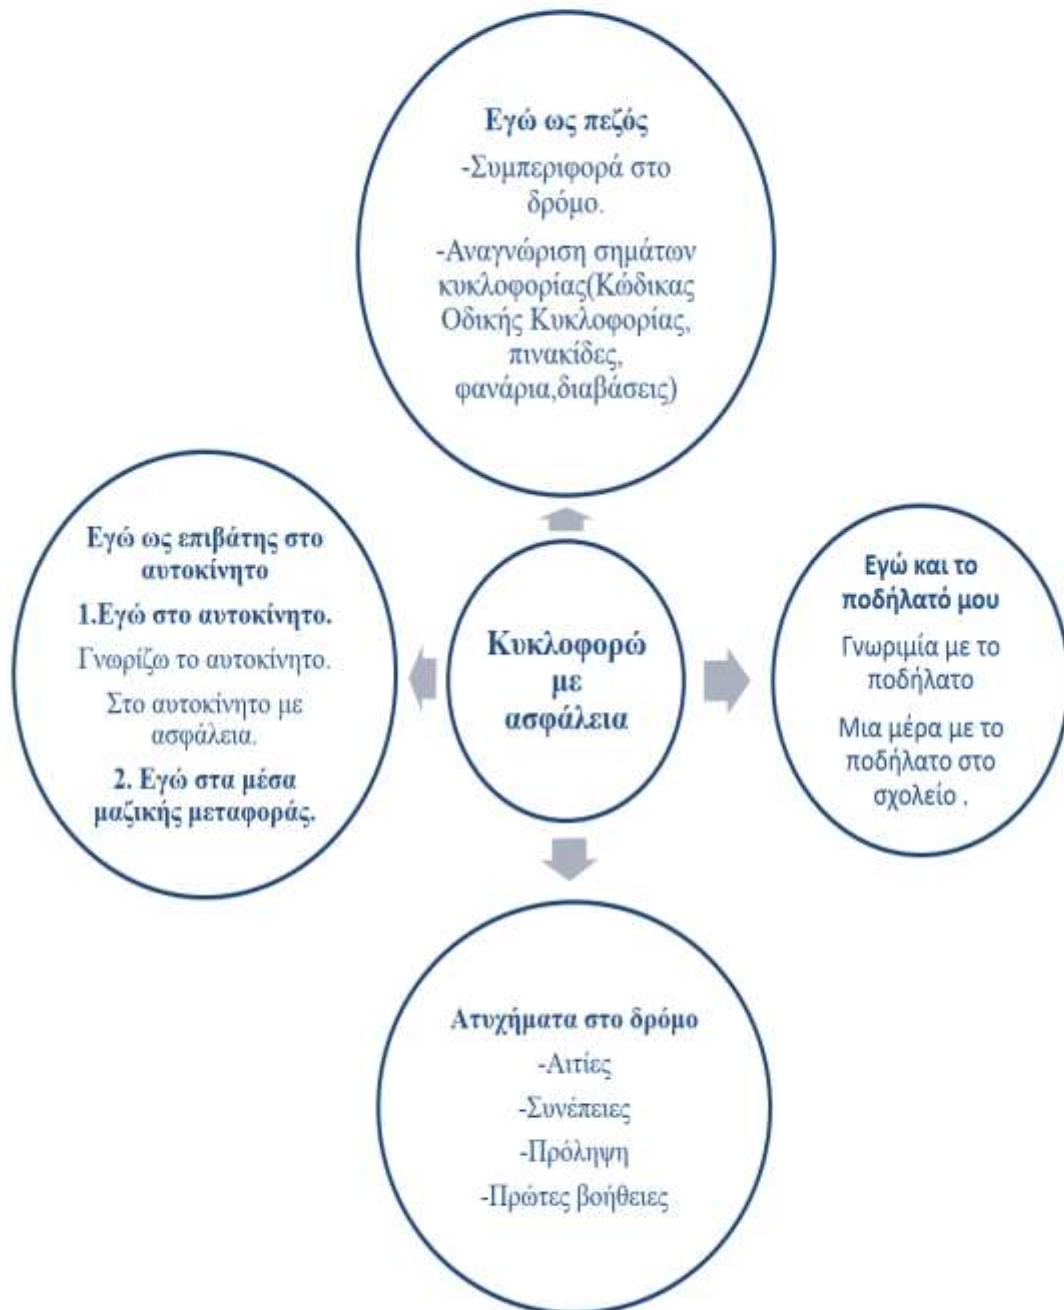 Εγώ ως πεζός
-Συμπεριφορά στο
δρόμο.
-Αναγνώριση σημάτων
κυκλοφορίας(Κώδικας
Οδικής Κυκλοφορίας,
πινακίδες,
φανάρια,διαβάσεις)
Εγώ ως επιβάτης στο
αυτοκίνητο
1.Εγώ στο αυτοκίνητο.
Γνωρίζω το αυτοκίνητο.
Στο αυτοκίνητο με
ασφάλεια.
2. Εγώ στα μέσα
μαζικής μεταφοράς.
Κυκλοφορώ
με
ασφάλεια
Εγώ και το
ποδήλατό μου
Γνωριμία με το
ποδήλατο
Μια μέρα με το
ποδήλατο στο
σχολείο .
Ατυχήματα στο δρόμο
-Αιτίες
-Συνέπειες
-Πρόληψη
-Πρώτες βοήθειες